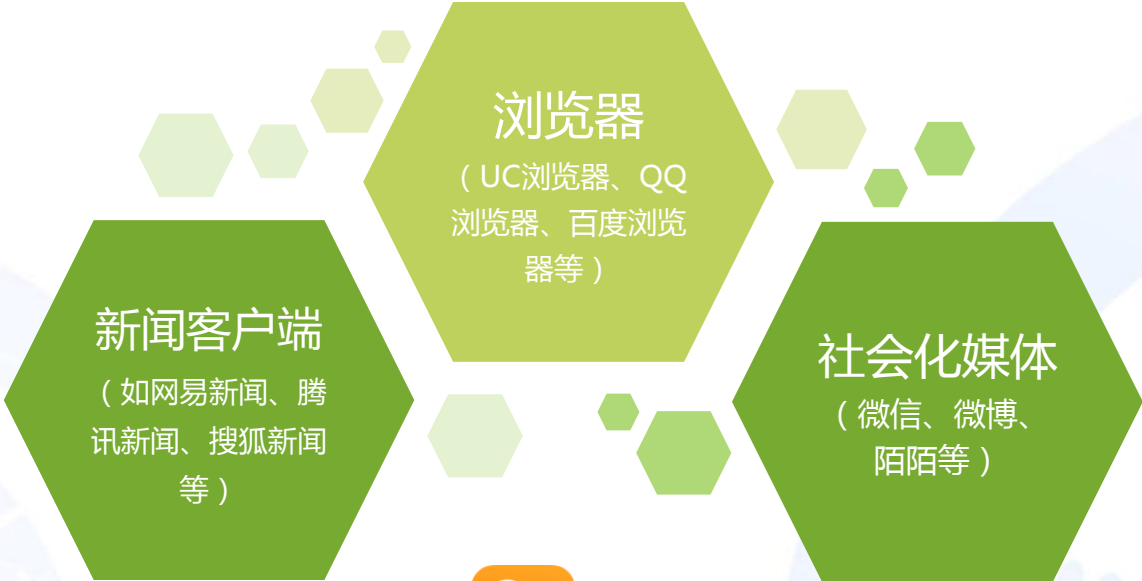 浏览器
（UC浏览器、QQ
浏览器、百度浏览
器等）
新闻客户端
（如网易新闻、腾
讯新闻、搜狐新闻
等）
社会化媒体
（微信、微博、
陌陌等）